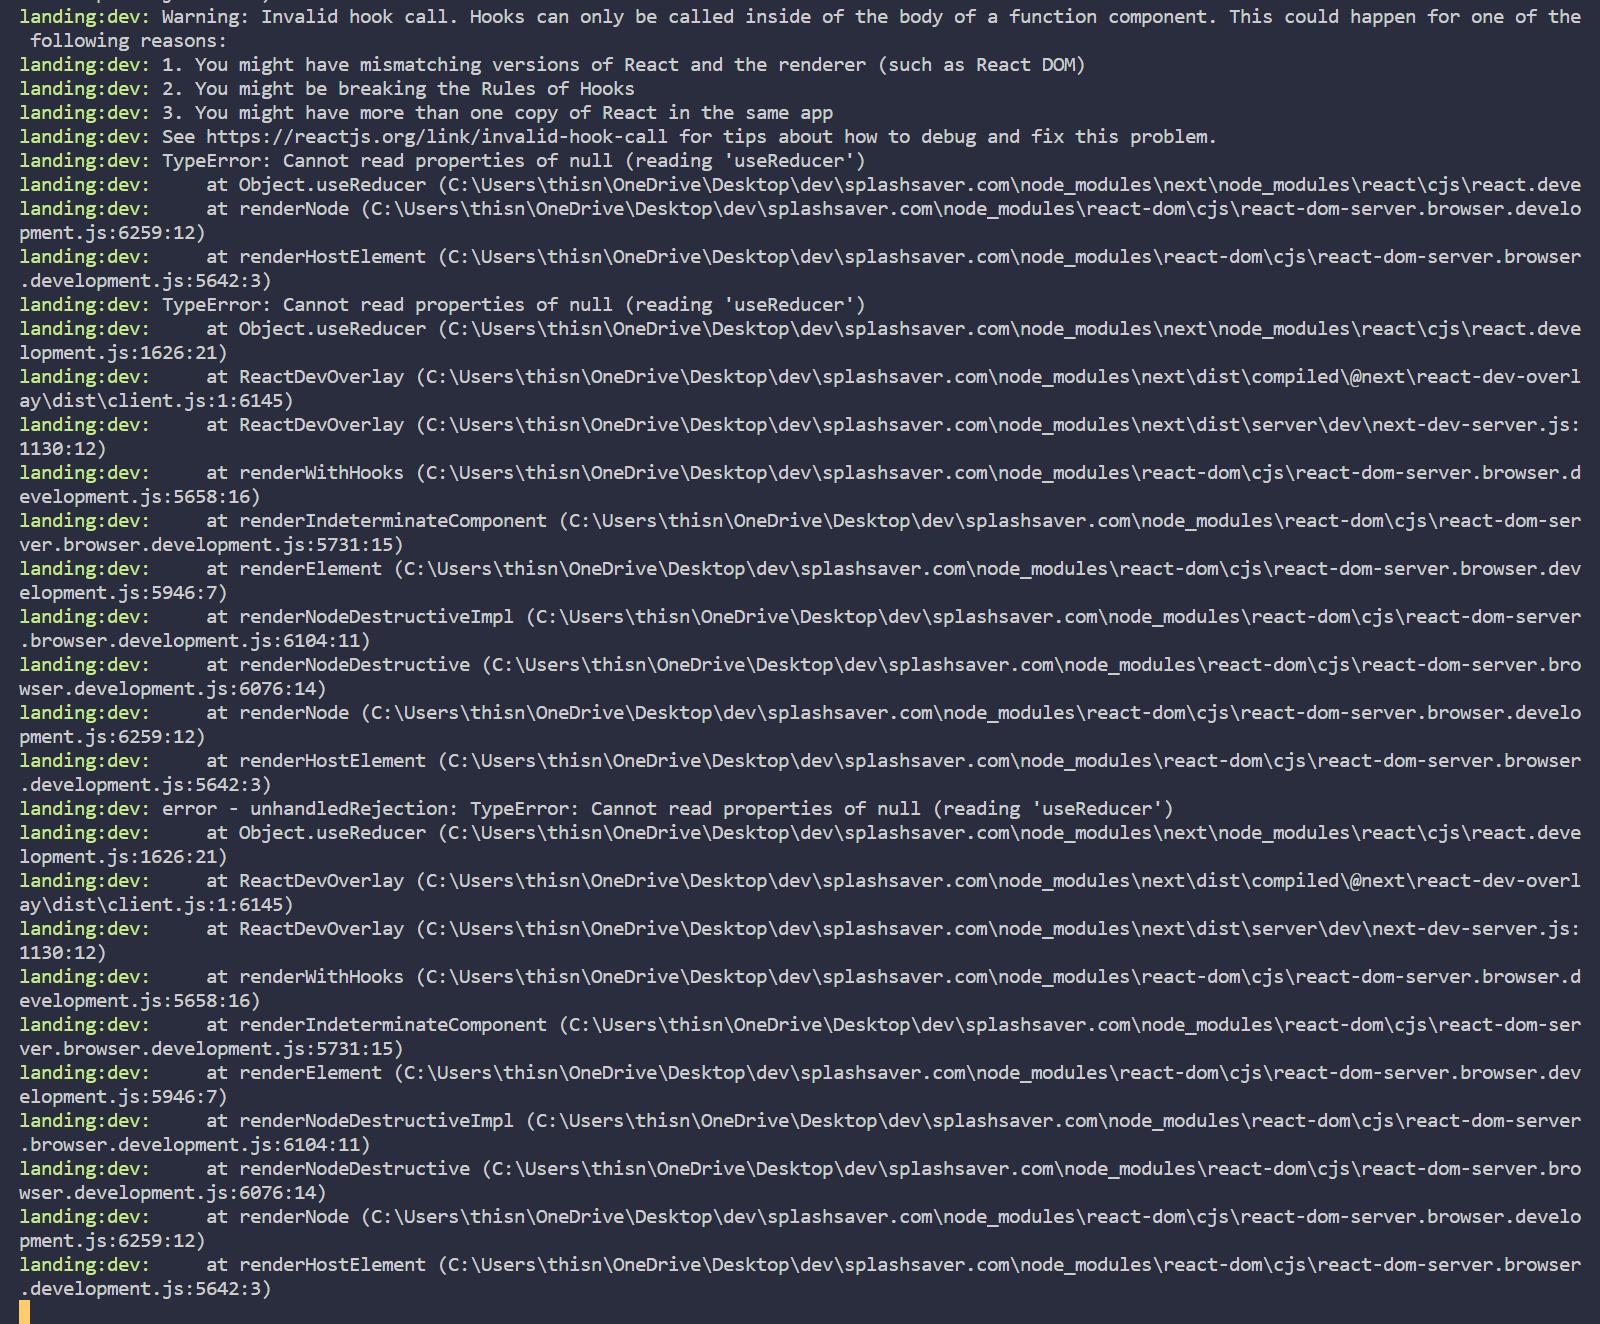 landing:dev: Warning: Invalid hook call. Hooks can only be called inside of the body of a function component. This could happen for one of the
 following reasons:
landing:dev: 1. You might have mismatching versions of React and the renderer (such as React DOM)
landing:dev: 2. You might be breaking the Rules of Hooks
landing:dev: 3. You might have more than one copy of React in the same app
landing:dev: See https://reactjs.org/link/invalid-hook-call for tips about how to debug and fix this problem.
landing:dev: TypeError: Cannot read properties of null (reading 'useReducer')
landing:dev:     at Object.useReducer (C:\Users\thisn\OneDrive\Desktop\dev\splashsaver.com\node_modules\next\node_modules\react\cjs\react.deve
landing:dev:     at renderNode (C:\Users\thisn\OneDrive\Desktop\dev\splashsaver.com\node_modules\react-dom\cjs\react-dom-server.browser.develo
pment.js:6259:12)
landing:dev:     at renderHostElement (C:\Users\thisn\OneDrive\Desktop\dev\splashsaver.com\node_modules\react-dom\cjs\react-dom-server.browser
.development.js:5642:3)
landing:dev: TypeError: Cannot read properties of null (reading 'useReducer')
landing:dev:     at Object.useReducer (C:\Users\thisn\OneDrive\Desktop\dev\splashsaver.com\node_modules\next\node_modules\react\cjs\react.deve
lopment.js:1626:21)
landing:dev:     at ReactDevOverlay (C:\Users\thisn\OneDrive\Desktop\dev\splashsaver.com\node_modules\next\dist\compiled\@next\react-dev-overl
ay\dist\client.js:1:6145)
landing:dev:     at ReactDevOverlay (C:\Users\thisn\OneDrive\Desktop\dev\splashsaver.com\node_modules\next\dist\server\dev\next-dev-server.js:
1130:12)
landing:dev:     at renderWithHooks (C:\Users\thisn\OneDrive\Desktop\dev\splashsaver.com\node_modules\react-dom\cjs\react-dom-server.browser.d
evelopment.js:5658:16)
landing:dev:     at renderIndeterminateComponent (C:\Users\thisn\OneDrive\Desktop\dev\splashsaver.com\node_modules\react-dom\cjs\react-dom-ser
ver.browser.development.js:5731:15)
landing:dev:     at renderElement (C:\Users\thisn\OneDrive\Desktop\dev\splashsaver.com\node_modules\react-dom\cjs\react-dom-server.browser.dev
elopment.js:5946:7)
landing:dev:     at renderNodeDestructiveImpl (C:\Users\thisn\OneDrive\Desktop\dev\splashsaver.com\node_modules\react-dom\cjs\react-dom-server
.browser.development.js:6104:11)
landing:dev:     at renderNodeDestructive (C:\Users\thisn\OneDrive\Desktop\dev\splashsaver.com\node_modules\react-dom\cjs\react-dom-server.bro
wser.development.js:6076:14)
landing:dev:     at renderNode (C:\Users\thisn\OneDrive\Desktop\dev\splashsaver.com\node_modules\react-dom\cjs\react-dom-server.browser.develo
pment.js:6259:12)
landing:dev:     at renderHostElement (C:\Users\thisn\OneDrive\Desktop\dev\splashsaver.com\node_modules\react-dom\cjs\react-dom-server.browser
.development.js:5642:3)
landing:dev: error - unhandledRejection: TypeError: Cannot read properties of null (reading 'useReducer')
landing:dev:     at Object.useReducer (C:\Users\thisn\OneDrive\Desktop\dev\splashsaver.com\node_modules\next\node_modules\react\cjs\react.deve
lopment.js:1626:21)
landing:dev:     at ReactDevOverlay (C:\Users\thisn\OneDrive\Desktop\dev\splashsaver.com\node_modules\next\dist\compiled\@next\react-dev-overl
ay\dist\client.js:1:6145)
landing:dev:     at ReactDevOverlay (C:\Users\thisn\OneDrive\Desktop\dev\splashsaver.com\node_modules\next\dist\server\dev\next-dev-server.js:
1130:12)
landing:dev:     at renderWithHooks (C:\Users\thisn\OneDrive\Desktop\dev\splashsaver.com\node_modules\react-dom\cjs\react-dom-server.browser.d
evelopment.js:5658:16)
landing:dev:     at renderIndeterminateComponent (C:\Users\thisn\OneDrive\Desktop\dev\splashsaver.com\node_modules\react-dom\cjs\react-dom-ser
ver.browser.development.js:5731:15)
landing:dev:     at renderElement (C:\Users\thisn\OneDrive\Desktop\dev\splashsaver.com\node_modules\react-dom\cjs\react-dom-server.browser.dev
elopment.js:5946:7)
landing:dev:     at renderNodeDestructiveImpl (C:\Users\thisn\OneDrive\Desktop\dev\splashsaver.com\node_modules\react-dom\cjs\react-dom-server
.browser.development.js:6104:11)
landing:dev:     at renderNodeDestructive (C:\Users\thisn\OneDrive\Desktop\dev\splashsaver.com\node_modules\react-dom\cjs\react-dom-server.bro
wser.development.js:6076:14)
landing:dev:     at renderNode (C:\Users\thisn\OneDrive\Desktop\dev\splashsaver.com\node_modules\react-dom\cjs\react-dom-server.browser.develo
pment.js:6259:12)
landing:dev:     at renderHostElement (C:\Users\thisn\OneDrive\Desktop\dev\splashsaver.com\node_modules\react-dom\cjs\react-dom-server.browser
.development.js:5642:3)